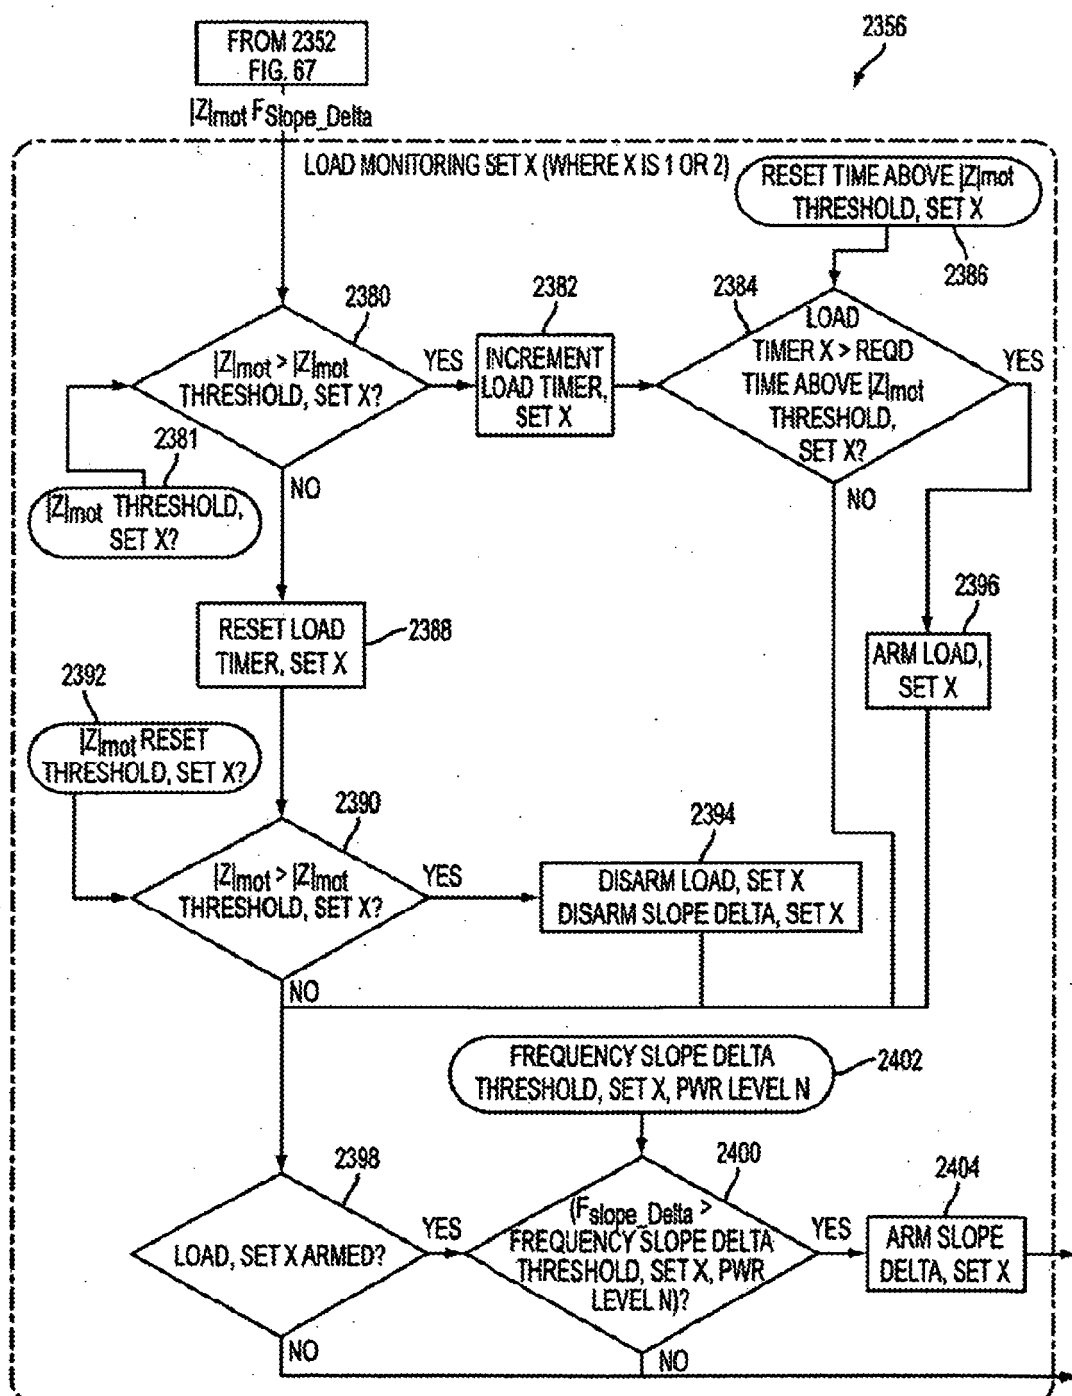 2356
FROM 2352
FIG. 67
|Z|mot FSlope_Delta
LOAD MONITORING SET X (WHERE X IS 1 OR 2)
RESET TIME ABOVE |Z|mot
THRESHOLD, SET X
2386
2380
|Z|mot > |Z|mot
THRESHOLD, SET X?
YES
NO
2382
INCREMENT
LOAD TIMER,
SET X
2384
LOAD
TIMER X > REQD
TIME ABOVE |Z|mot
THRESHOLD,
SET X?
YES
NO
2381
|Z|mot THRESHOLD,
SET X?
RESET LOAD
TIMER, SET X
2388
2396
ARM LOAD,
SET X
2392
|Z|mot RESET
THRESHOLD, SET X?
2390
|Z|mot > |Z|mot
THRESHOLD, SET X?
YES
NO
2394
DISARM LOAD, SET X
DISARM SLOPE DELTA, SET X
FREQUENCY SLOPE DELTA
THRESHOLD, SET X, PWR LEVEL N
2402
2398
LOAD, SET X ARMED?
YES
NO
2400
(Fslope_Delta >
FREQUENCY SLOPE DELTA
THRESHOLD, SET X, PWR
LEVEL N)?
YES
NO
2404
ARM SLOPE
DELTA, SET X